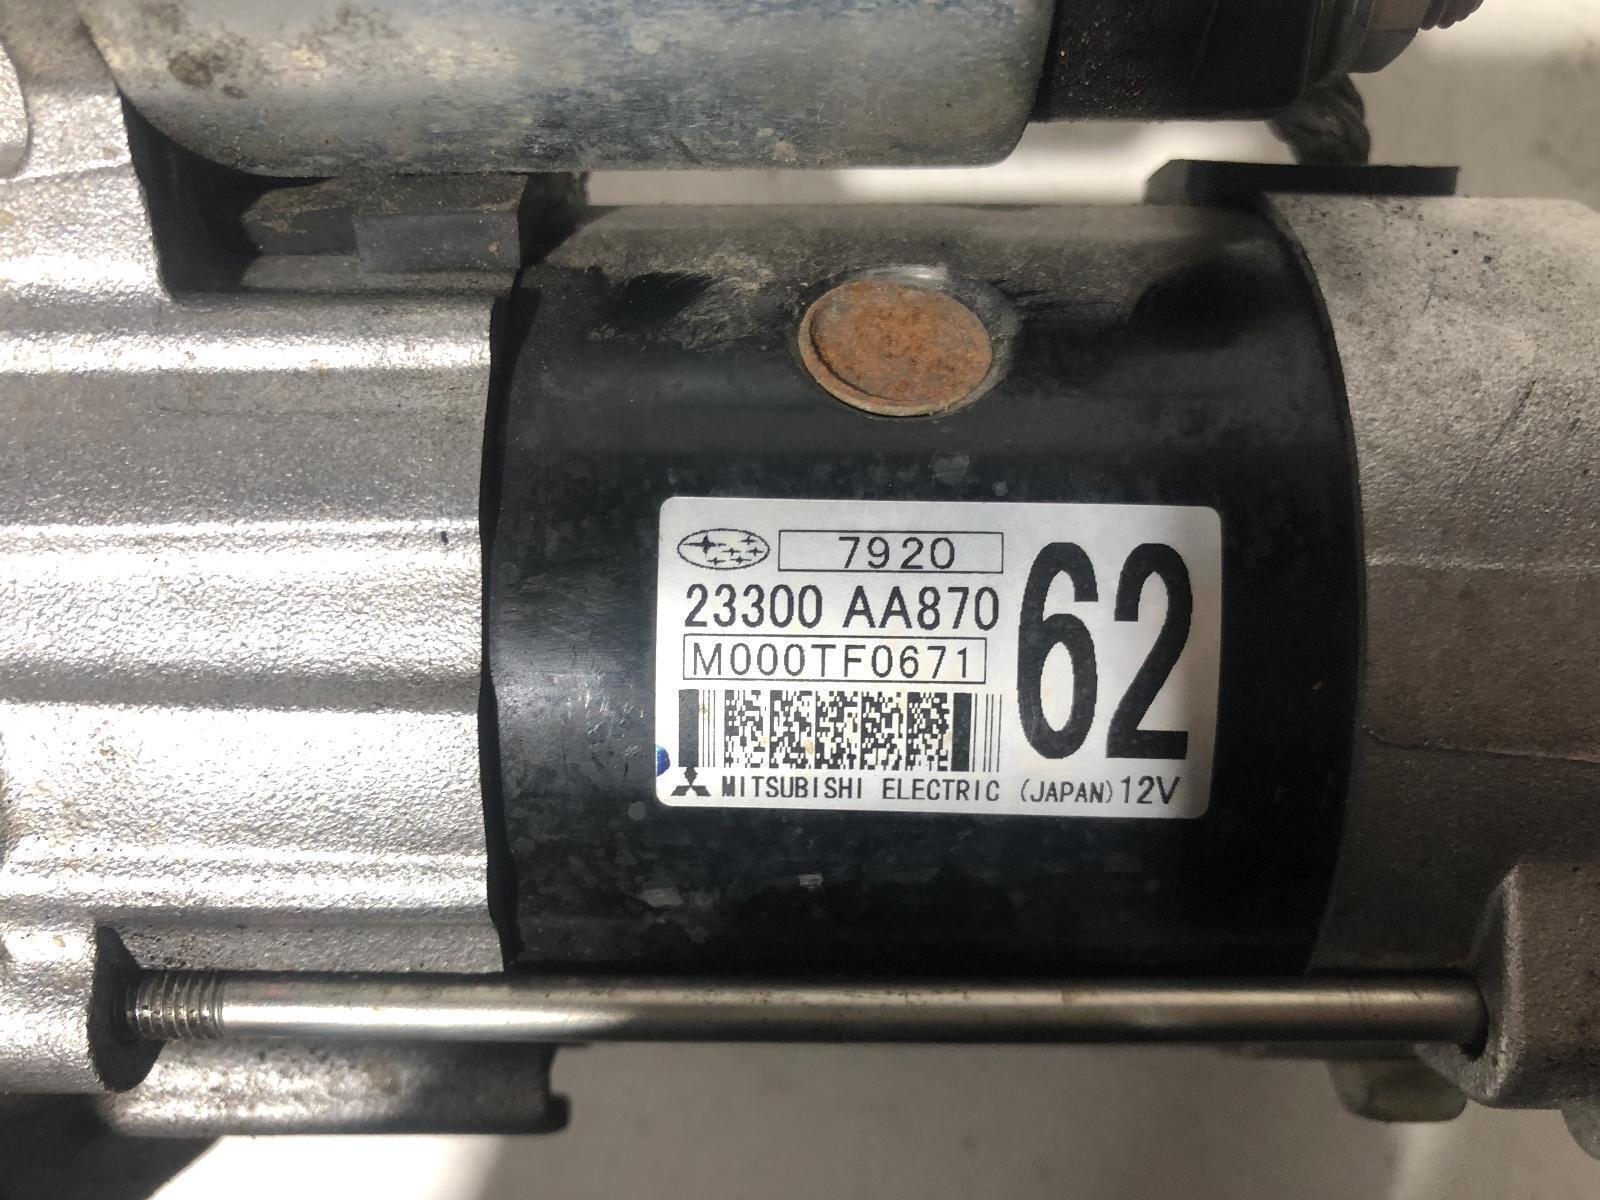 7920
23300 AA870
62
M000TF0671
MITSUBISHI ELECTRIC (JAPAN) 12V